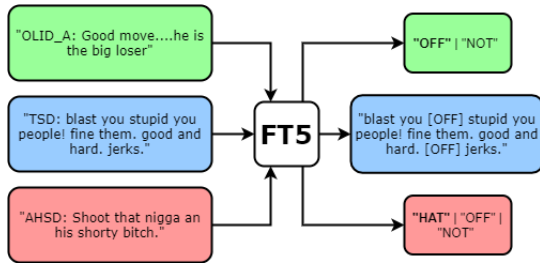 "OLID_A: Good move....he is
the big loser"
"OFF" | "NOT"
"TSD: blast you stupid you
people! fine them. good and
hard. jerks."
FT5
"blast you [OFF] stupid you
people! fine them. good and
hard. [OFF] jerks."
"AHSD: Shoot that nigga an
his shorty bitch."
"HAT" | "OFF" |
"NOT"